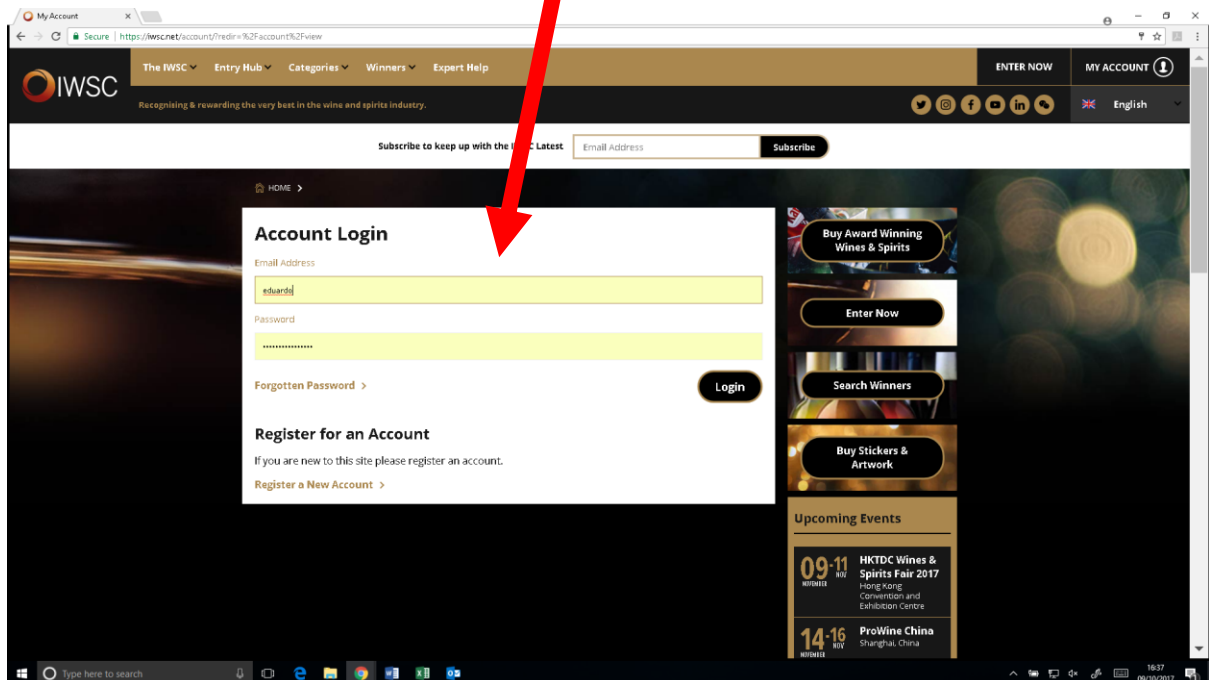 My Account
Secure | https://iwsc.net/account/?redir=%2Faccount%2Fview
The IWSC Entry Hub Categories Winners Expert Help ENTER NOW MY ACCOUNT
IWSC
Recognising & rewarding the very best in the wine and spirits industry.
English
Subscribe to keep up with the Latest Email Address Subscribe
HOME
Account Login
Email Address
eduardo
Password
Forgotten Password >
Login
Register for an Account
If you are new to this site please register an account.
Register a New Account >
Buy Award Winning
Wines & Spirits
Enter Now
Search Winners
Buy Stickers &
Artwork
Upcoming Events
09-11 NOV
NOVEMBER
HKTDC Wines &
Spirits Fair 2017
Hong Kong
Convention and
Exhibition Centre
14-16 NOV
NOVEMBER
ProWine China
Shanghai, China
Type here to search
16:37
09/10/2017